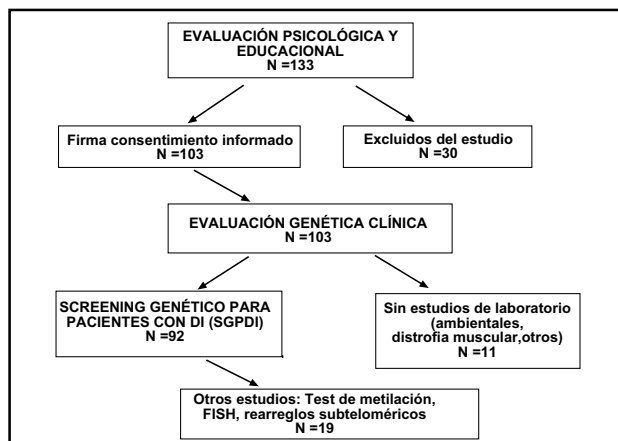 EVALUACIÓN PSICOLÓGICA Y
EDUCACIONAL
N =133
Firma consentimiento informado
N =103
Excluidos del estudio
N =30
EVALUACIÓN GENÉTICA CLÍNICA
N =103
SCREENING GENÉTICO PARA
PACIENTES CON DI (SGPDI)
N =92
Sin estudios de laboratorio
(ambientales,
distrofia muscular,otros)
N =11
Otros estudios: Test de metilación,
FISH, rearreglos subteloméricos
N =19